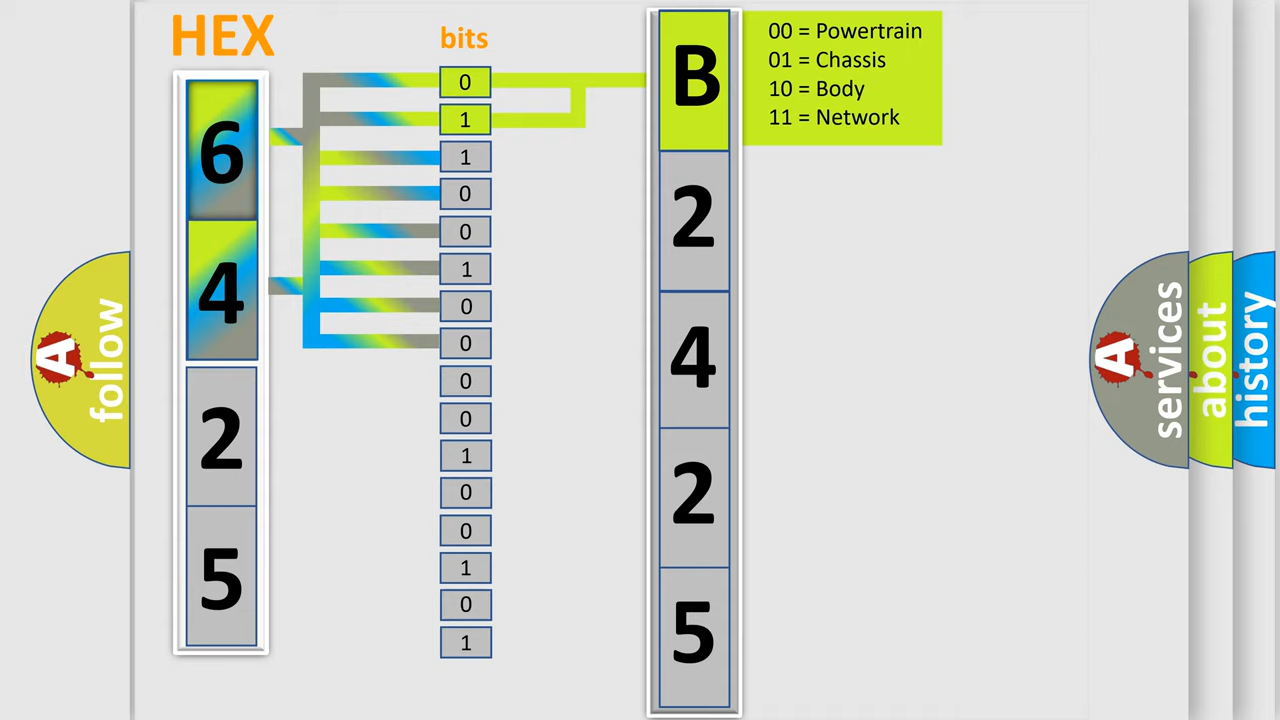 HEX
bits
6
4
2
5
0
1
1
0
0
1
0
0
0
0
1
0
0
1
0
1
B
2
4
2
5
00 = Powertrain
01 = Chassis
10 = Body
11 = Network
A follow
A services
about
history